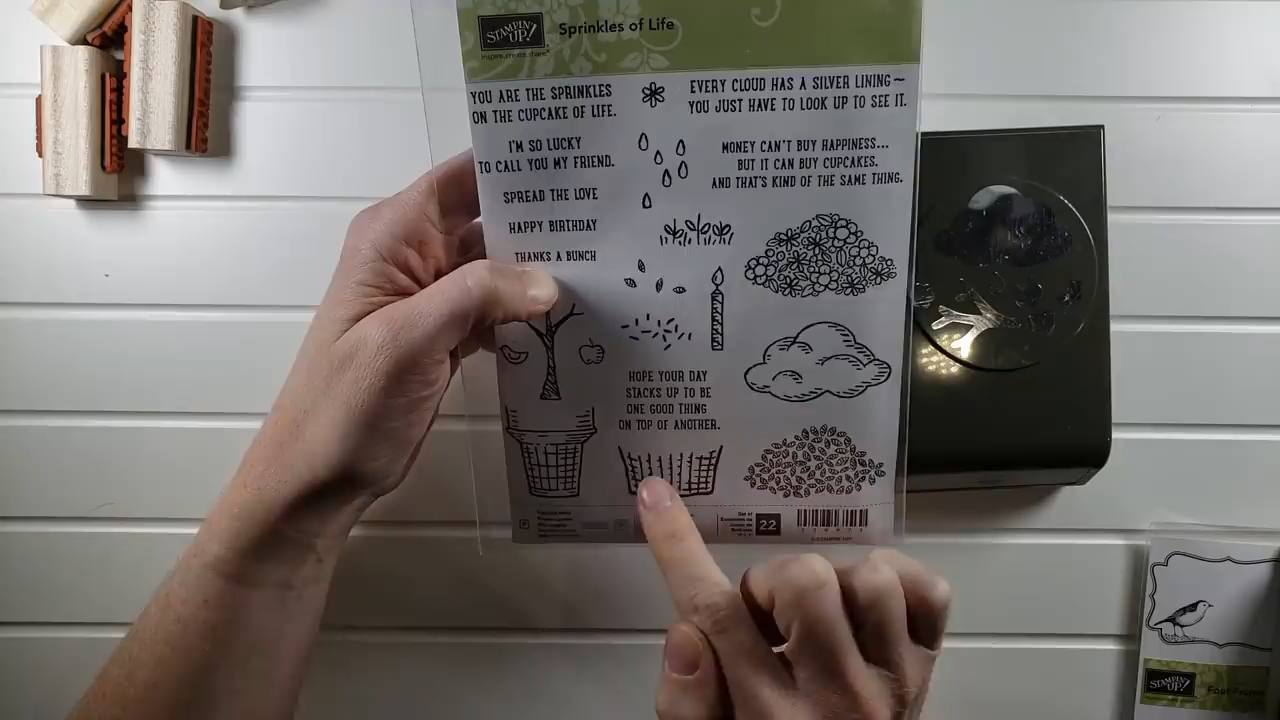 STAMPIN' UP!
inspire.create.share
Sprinkles of Life
YOU ARE THE SPRINKLES
ON THE CUPCAKE OF LIFE.
I'M SO LUCKY
TO CALL YOU MY FRIEND.
SPREAD THE LOVE
HAPPY BIRTHDAY
THANKS A BUNCH
EVERY CLOUD HAS A SILVER LINING~
YOU JUST HAVE TO LOOK UP TO SEE IT.
MONEY CAN'T BUY HAPPINESS...
BUT IT CAN BUY CUPCAKES.
AND THAT'S KIND OF THE SAME THING.
HOPE YOUR DAY
STACKS UP TO BE
ONE GOOD THING
ON TOP OF ANOTHER.
22
STAMPIN' UP!